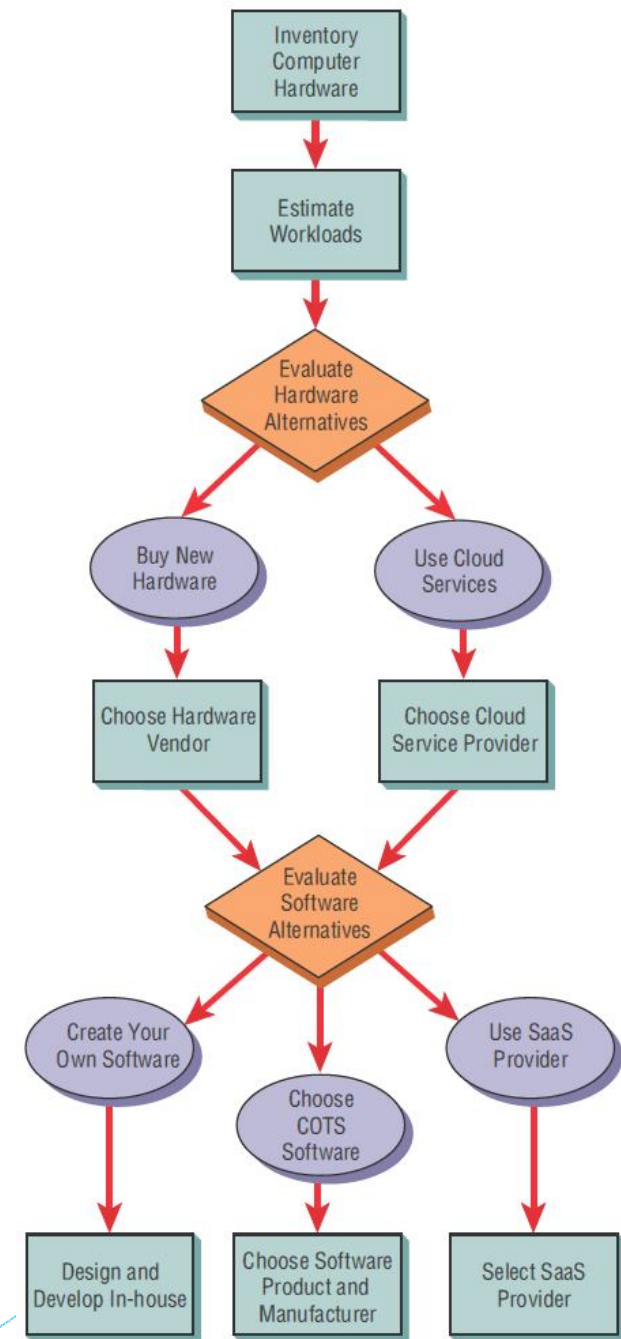 Inventory
Computer
Hardware
Estimate
Workloads
Evaluate
Hardware
Alternatives
Buy New
Hardware
Use Cloud
Services
Choose Hardware
Vendor
Choose Cloud
Service Provider
Evaluate
Software
Alternatives
Create Your
Own Software
Choose
COTS
Software
Use SaaS
Provider
Design and
Develop In-house
Choose Software
Product and
Manufacturer
Select SaaS
Provider